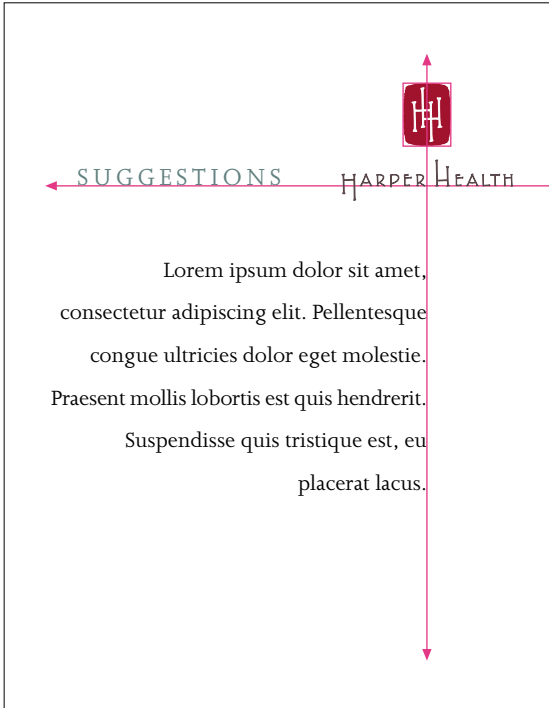 HH
SUGGESTIONS HARPER HEALTH
Lorem ipsum dolor sit amet,
consectetur adipiscing elit. Pellentesque
congue ultricies dolor eget molestie.
Praesent mollis lobortis est quis hendrerit.
Suspendisse quis tristique est, eu
placerat lacus.